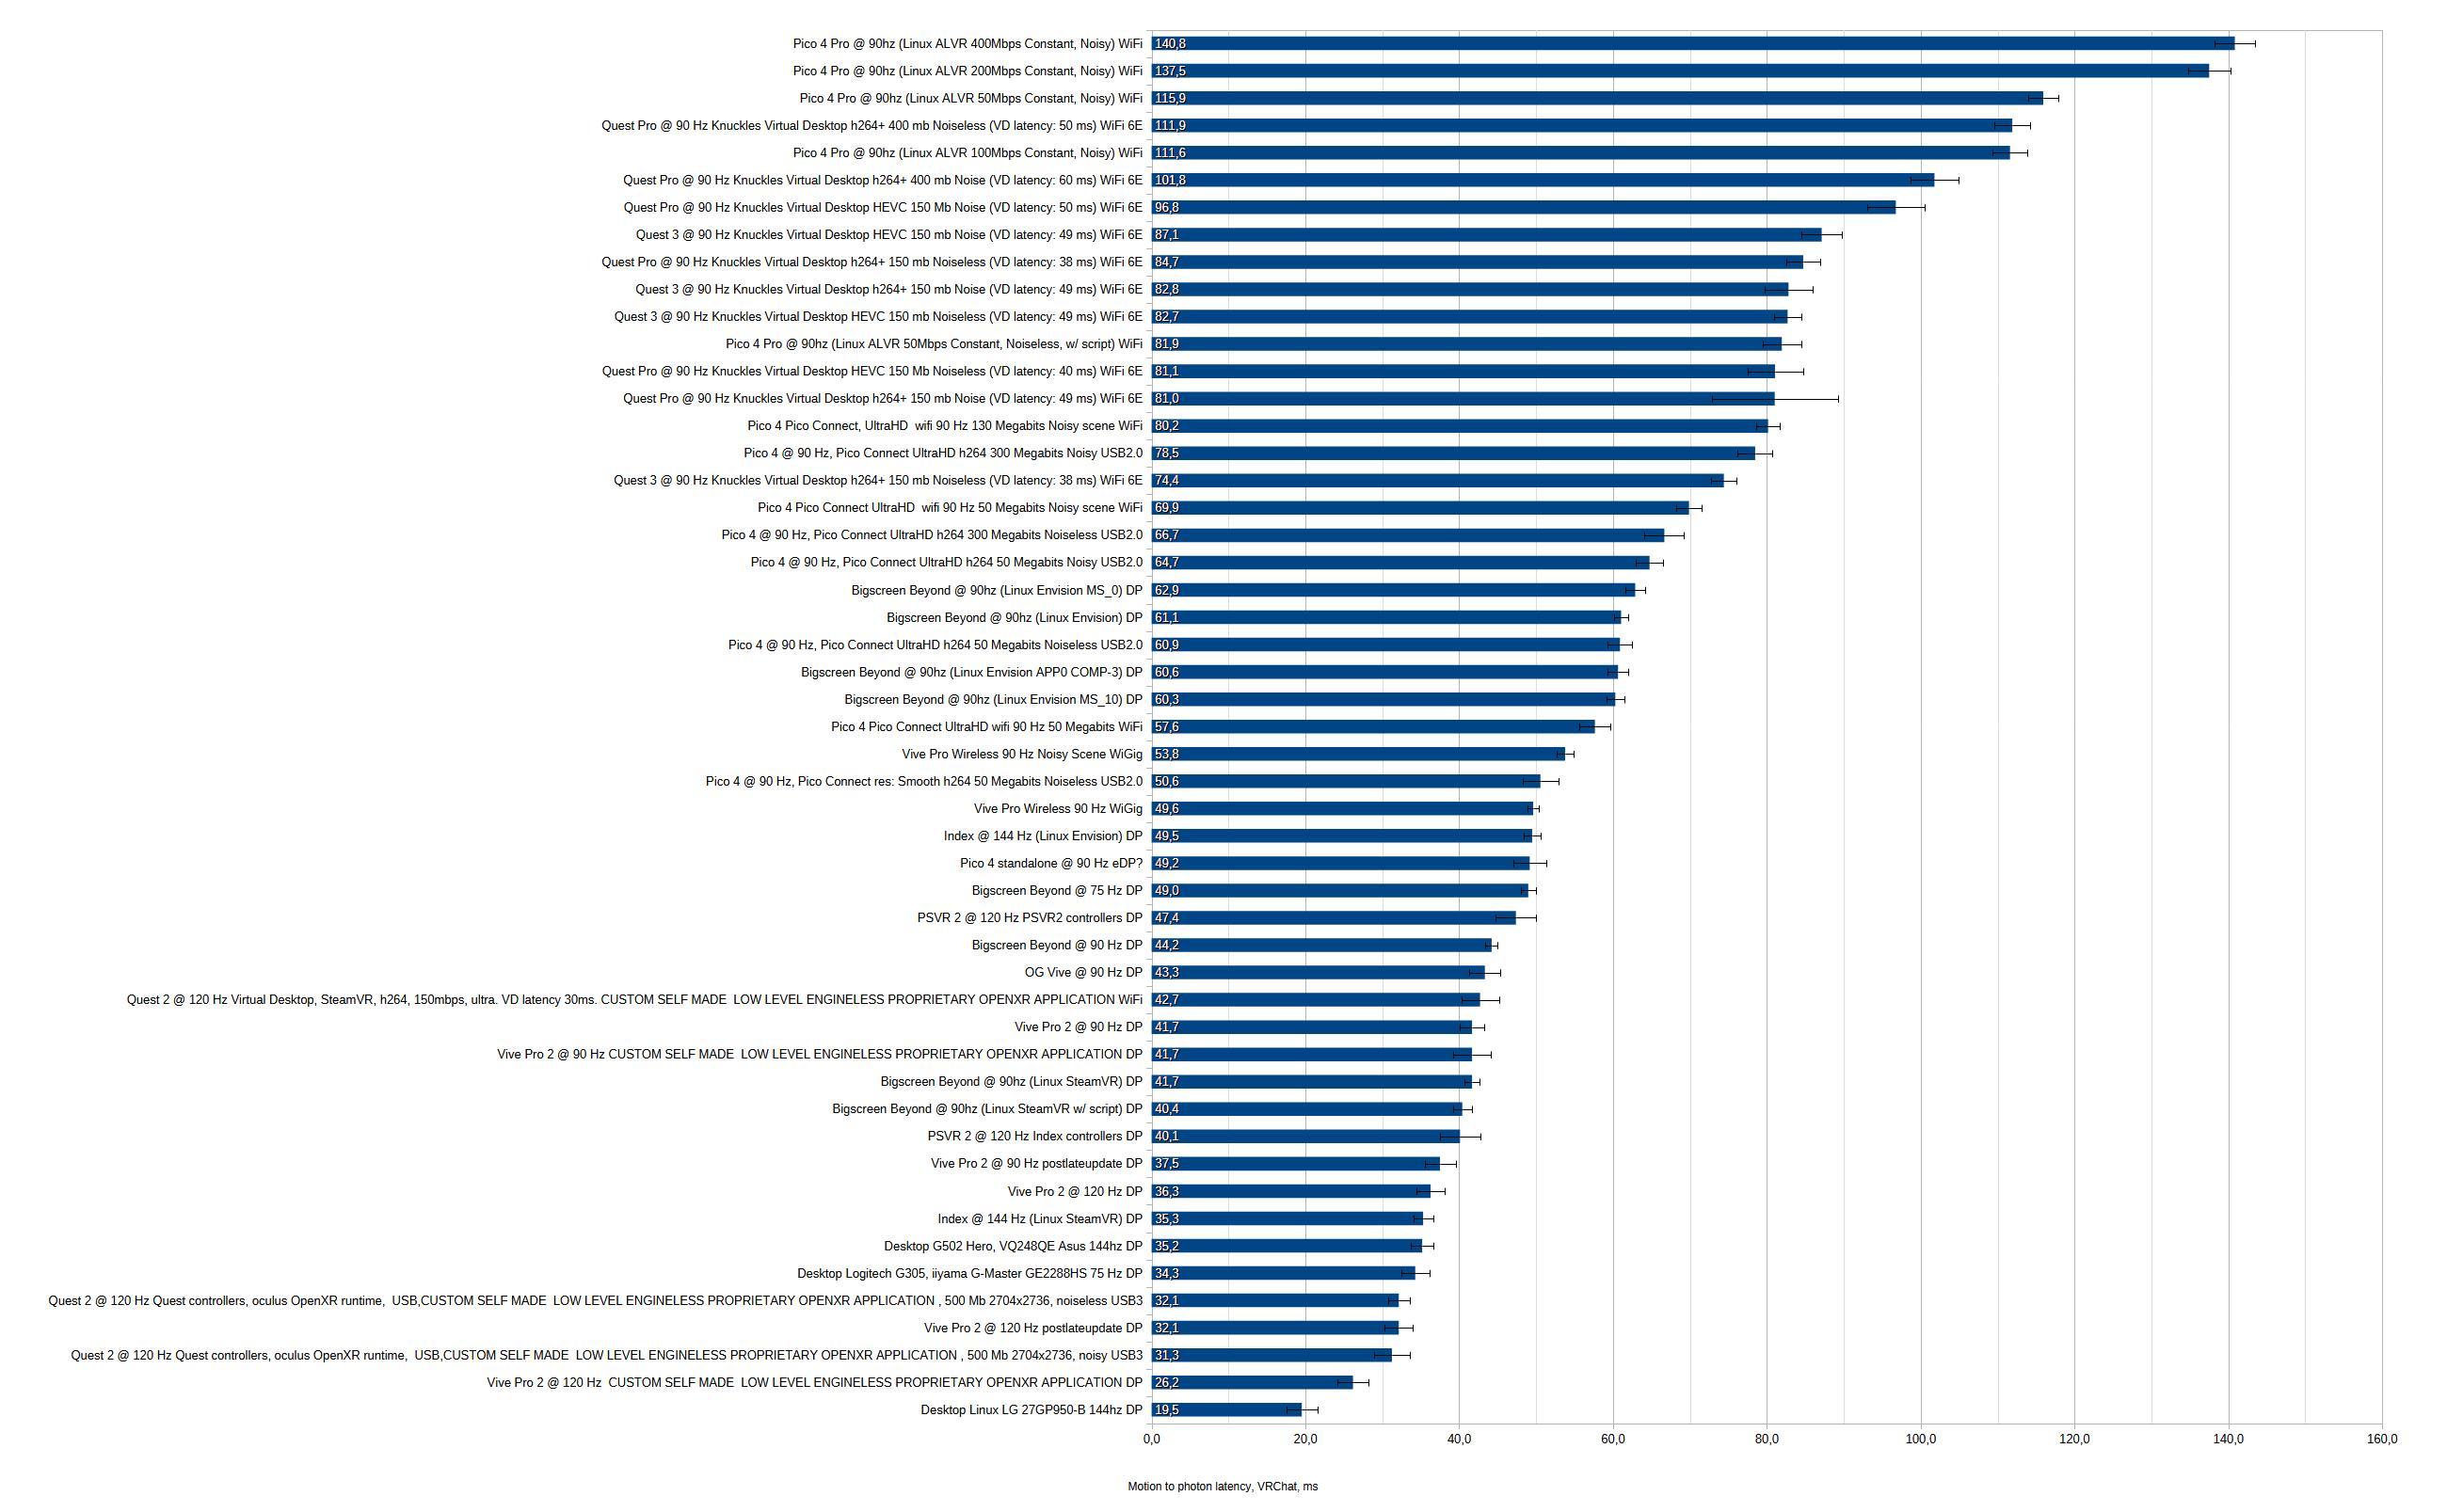 Pico 4 Pro @ 90hz (Linux ALVR 400Mbps Constant, Noisy) WiFi 140,8
Pico 4 Pro @ 90hz (Linux ALVR 200Mbps Constant, Noisy) WiFi 137,5
Pico 4 Pro @ 90hz (Linux ALVR 50Mbps Constant, Noisy) WiFi 115,9
Quest Pro @ 90 Hz Knuckles Virtual Desktop h264+ 400 mb Noiseless (VD latency: 50 ms) WiFi 6E 111,9
Pico 4 Pro @ 90hz (Linux ALVR 100Mbps Constant, Noisy) WiFi 111,6
Quest Pro @ 90 Hz Knuckles Virtual Desktop h264+ 400 mb Noise (VD latency: 60 ms) WiFi 6E 101,8
Quest Pro @ 90 Hz Knuckles Virtual Desktop HEVC 150 Mb Noise (VD latency: 50 ms) WiFi 6E 96,8
Quest 3 @ 90 Hz Knuckles Virtual Desktop HEVC 150 mb Noise (VD latency: 49 ms) WiFi 6E 87,1
Quest Pro @ 90 Hz Knuckles Virtual Desktop h264+ 150 mb Noiseless (VD latency: 38 ms) WiFi 6E 84,7
Quest 3 @ 90 Hz Knuckles Virtual Desktop h264+ 150 mb Noise (VD latency: 49 ms) WiFi 6E 82,8
Quest 3 @ 90 Hz Knuckles Virtual Desktop HEVC 150 mb Noiseless (VD latency: 49 ms) WiFi 6E 82,7
Pico 4 Pro @ 90hz (Linux ALVR 50Mbps Constant, Noiseless, w/ script) WiFi 81,9
Quest Pro @ 90 Hz Knuckles Virtual Desktop HEVC 150 Mb Noiseless (VD latency: 40 ms) WiFi 6E 81,1
Quest Pro @ 90 Hz Knuckles Virtual Desktop h264+ 150 mb Noise (VD latency: 49 ms) WiFi 6E 81,0
Pico 4 Pico Connect, UltraHD  wifi 90 Hz 130 Megabits Noisy scene WiFi 80,2
Pico 4 @ 90 Hz, Pico Connect UltraHD h264 300 Megabits Noisy USB2.0 78,5
Quest 3 @ 90 Hz Knuckles Virtual Desktop h264+ 150 mb Noiseless (VD latency: 38 ms) WiFi 6E 74,4
Pico 4 Pico Connect UltraHD  wifi 90 Hz 50 Megabits Noisy scene WiFi 69,9
Pico 4 @ 90 Hz, Pico Connect UltraHD h264 300 Megabits Noiseless USB2.0 66,7
Pico 4 @ 90 Hz, Pico Connect UltraHD h264 50 Megabits Noisy USB2.0 64,7
Bigscreen Beyond @ 90hz (Linux Envision MS_0) DP 62,9
Bigscreen Beyond @ 90hz (Linux Envision) DP 61,1
Pico 4 @ 90 Hz, Pico Connect UltraHD h264 50 Megabits Noiseless USB2.0 60,9
Bigscreen Beyond @ 90hz (Linux Envision APP0 COMP-3) DP 60,6
Bigscreen Beyond @ 90hz (Linux Envision MS_10) DP 60,3
Pico 4 Pico Connect UltraHD wifi 90 Hz 50 Megabits WiFi 57,6
Vive Pro Wireless 90 Hz Noisy Scene WiGig 53,8
Pico 4 @ 90 Hz, Pico Connect res: Smooth h264 50 Megabits Noiseless USB2.0 50,6
Vive Pro Wireless 90 Hz WiGig 49,6
Index @ 144 Hz (Linux Envision) DP 49,5
Pico 4 standalone @ 90 Hz eDP? 49,2
Bigscreen Beyond @ 75 Hz DP 49,0
PSVR 2 @ 120 Hz PSVR2 controllers DP 47,4
Bigscreen Beyond @ 90 Hz DP 44,2
OG Vive @ 90 Hz DP 43,3
Quest 2 @ 120 Hz Virtual Desktop, SteamVR, h264, 150mbps, ultra. VD latency 30ms. CUSTOM SELF MADE  LOW LEVEL ENGINELESS PROPRIETARY OPENXR APPLICATION WiFi 42,7
Vive Pro 2 @ 90 Hz DP 41,7
Vive Pro 2 @ 90 Hz CUSTOM SELF MADE  LOW LEVEL ENGINELESS PROPRIETARY OPENXR APPLICATION DP 41,7
Bigscreen Beyond @ 90hz (Linux SteamVR) DP 41,7
Bigscreen Beyond @ 90hz (Linux SteamVR w/ script) DP 40,4
PSVR 2 @ 120 Hz Index controllers DP 40,1
Vive Pro 2 @ 90 Hz postlateupdate DP 37,5
Vive Pro 2 @ 120 Hz DP 36,3
Index @ 144 Hz (Linux SteamVR) DP 35,3
Desktop G502 Hero, VQ248QE Asus 144hz DP 35,2
Desktop Logitech G305, iiyama G-Master GE2288HS 75 Hz DP 34,3
Quest 2 @ 120 Hz Quest controllers, oculus OpenXR runtime,  USB,CUSTOM SELF MADE  LOW LEVEL ENGINELESS PROPRIETARY OPENXR APPLICATION , 500 Mb 2704x2736, noiseless USB3 32,1
Vive Pro 2 @ 120 Hz postlateupdate DP 32,1
Quest 2 @ 120 Hz Quest controllers, oculus OpenXR runtime,  USB,CUSTOM SELF MADE  LOW LEVEL ENGINELESS PROPRIETARY OPENXR APPLICATION , 500 Mb 2704x2736, noisy USB3 31,3
Vive Pro 2 @ 120 Hz  CUSTOM SELF MADE  LOW LEVEL ENGINELESS PROPRIETARY OPENXR APPLICATION DP 26,2
Desktop Linux LG 27GP950-B 144hz DP 19,5
0,0 20,0 40,0 60,0 80,0 100,0 120,0 140,0 160,0
Motion to photon latency, VRChat, ms